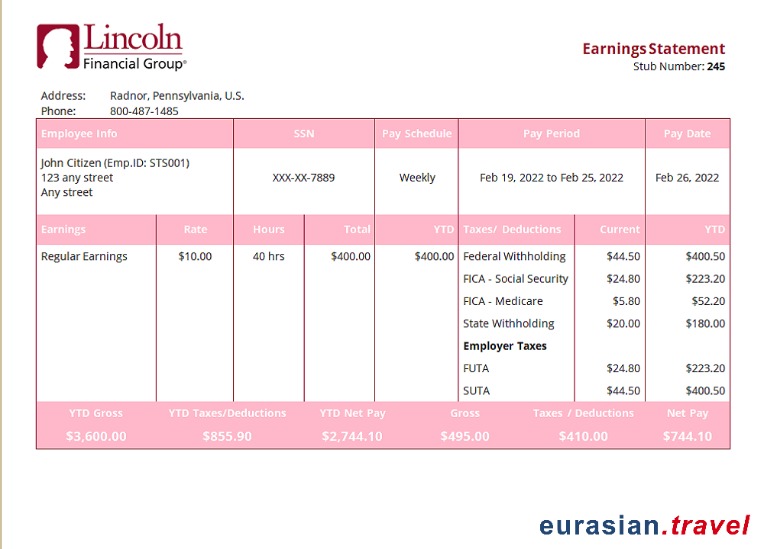 Lincoln
Financial Group®
Earnings Statement
Stub Number: 245
Address: Radnor, Pennsylvania, U.S.
Phone: 800-487-1485
Employee Info SSN Pay Schedule Pay Period Pay Date
John Citizen (Emp.ID: STS001)
123 any street
Any street
XXX-XX-7889 Weekly Feb 19, 2022 to Feb 25, 2022 Feb 26, 2022
Earnings Rate Hours Total YTD Taxes/ Deductions Current YTD
Regular Earnings $10.00 40 hrs $400.00 $400.00 Federal Withholding $44.50 $400.50
FICA - Social Security $24.80 $223.20
FICA - Medicare $5.80 $52.20
State Withholding $20.00 $180.00
Employer Taxes
FUTA $24.80 $223.20
SUTA $44.50 $400.50
YTD Gross YTD Taxes/Deductions YTD Net Pay Gross Taxes / Deductions Net Pay
$3,600.00 $855.90 $2,744.10 $495.00 $410.00 $744.10
eurasian.travel